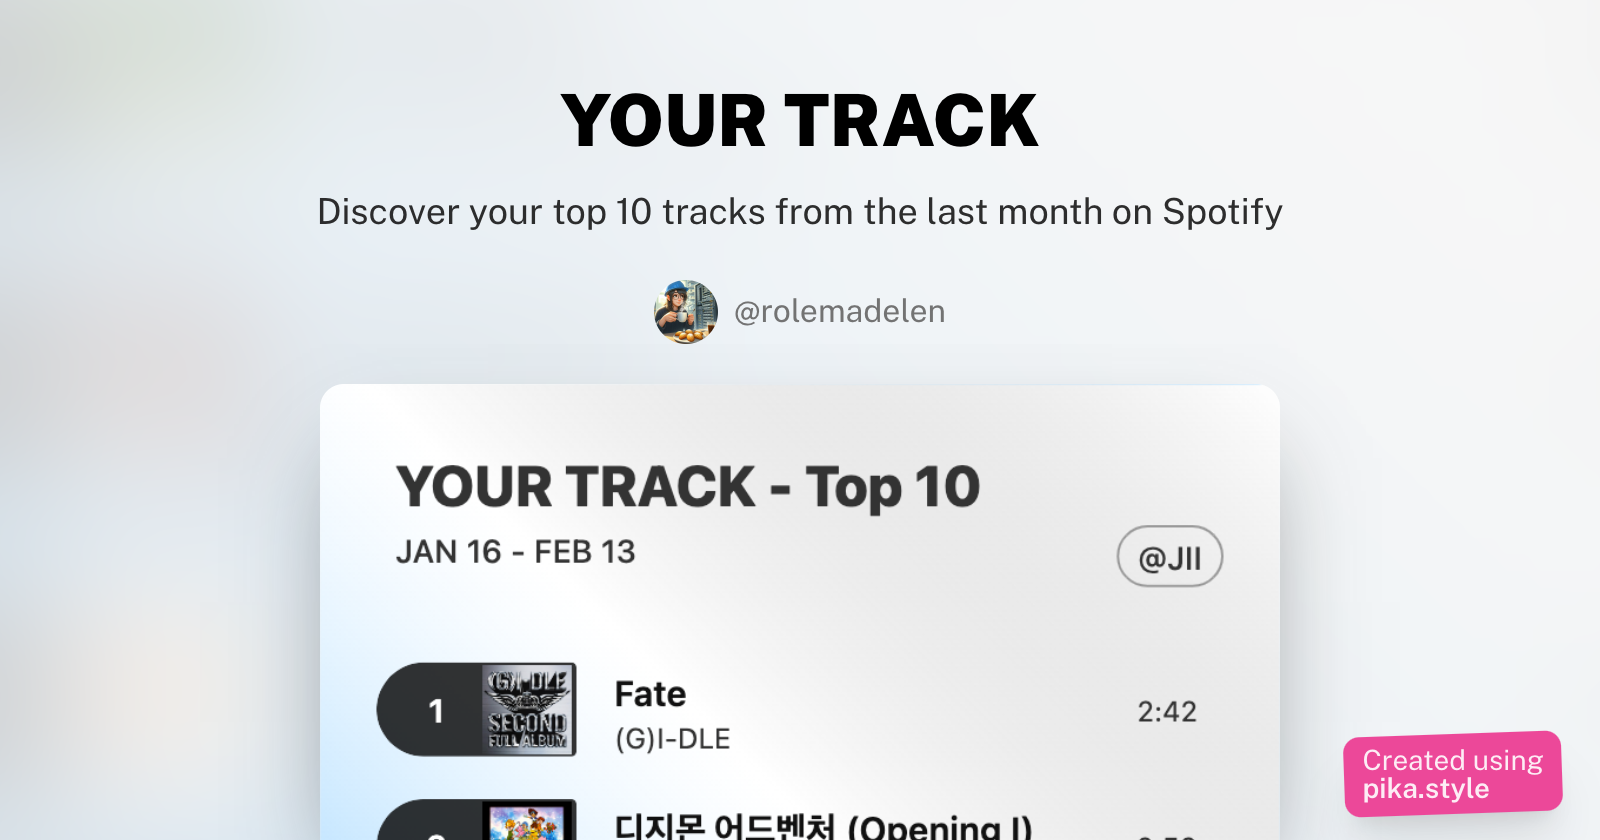 YOUR TRACK
Discover your top 10 tracks from the last month on Spotify
@rolemadelen
YOUR TRACK - Top 10
JAN 16 - FEB 13
@JII
1
(G)I-DLE
SECOND
FULL ALBUM
Fate
(G)I-DLE
2:42
디지몬 어드벤처 (Opening I)
Created using
pika.style